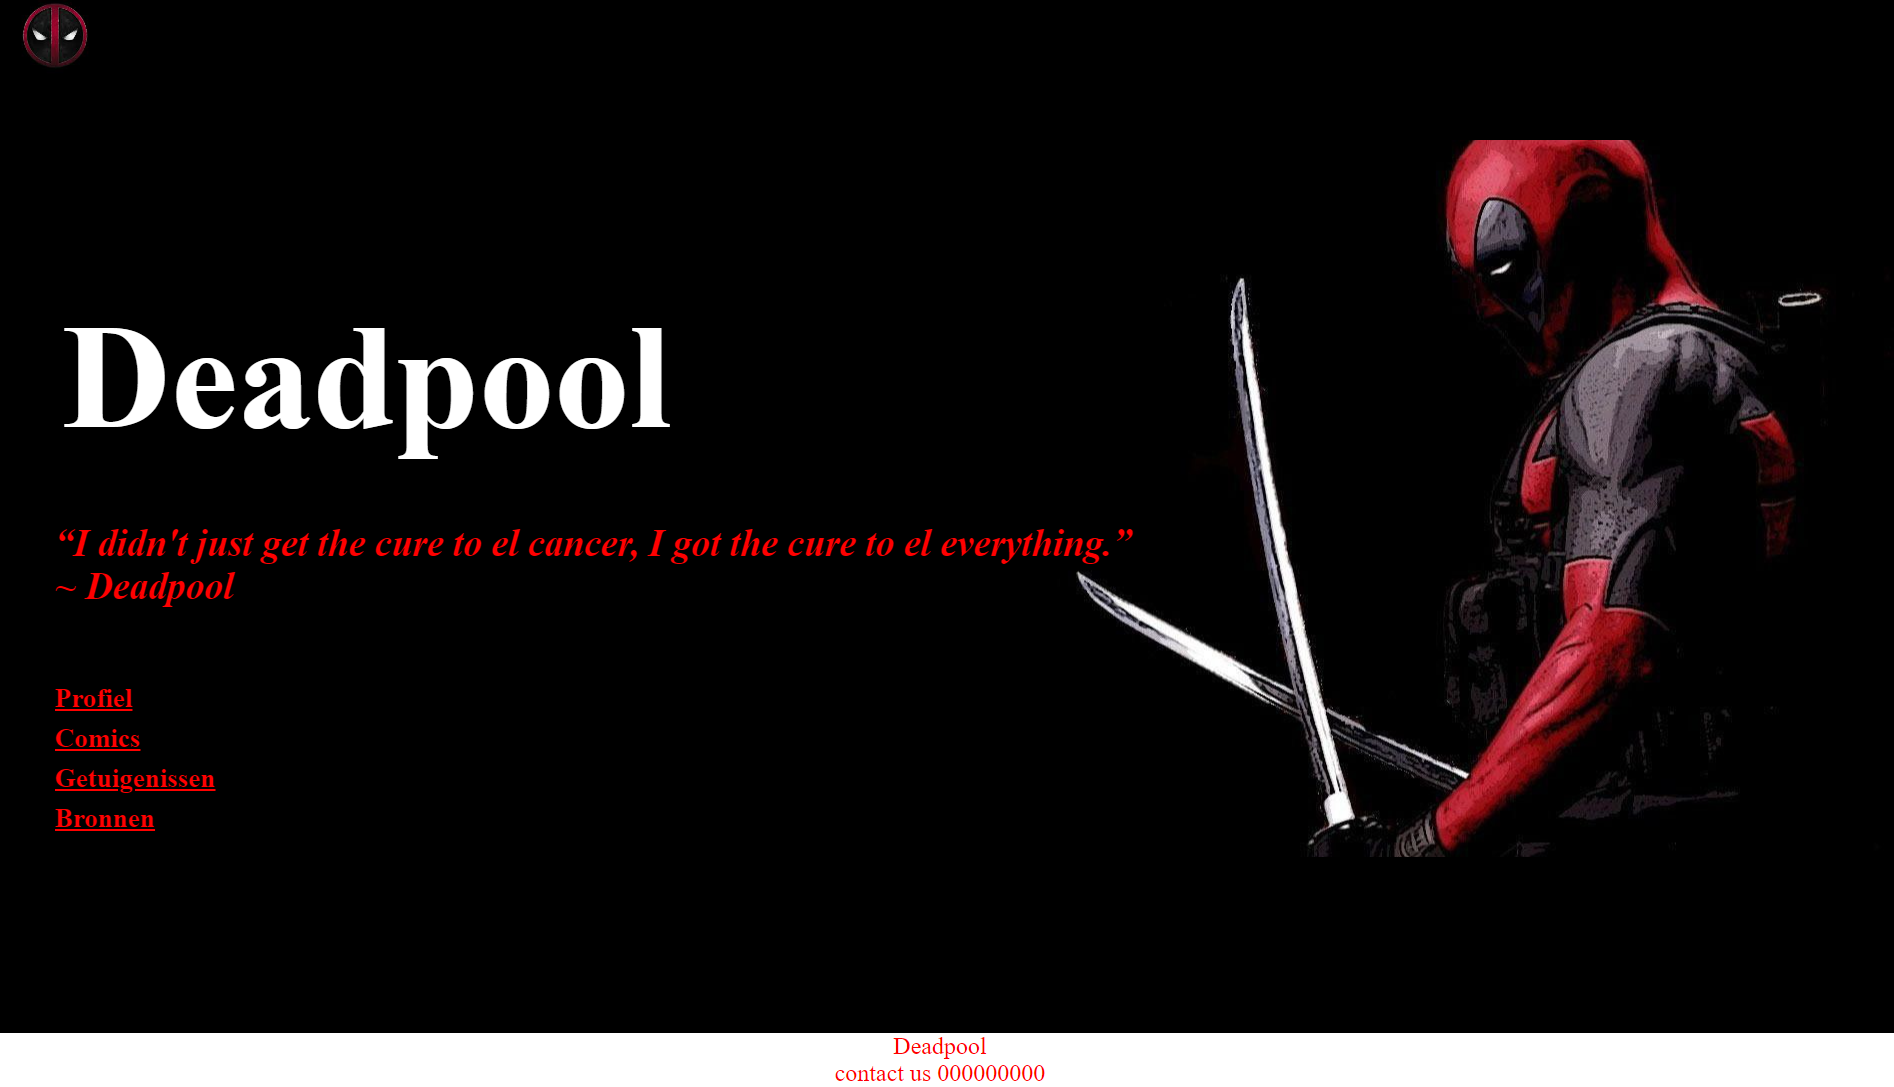 Deadpool
“I didn't just get the cure to el cancer, I got the cure to el everything.”
~ Deadpool
Profiel
Comics
Getuigenissen
Bronnen
Deadpool
contact us 000000000